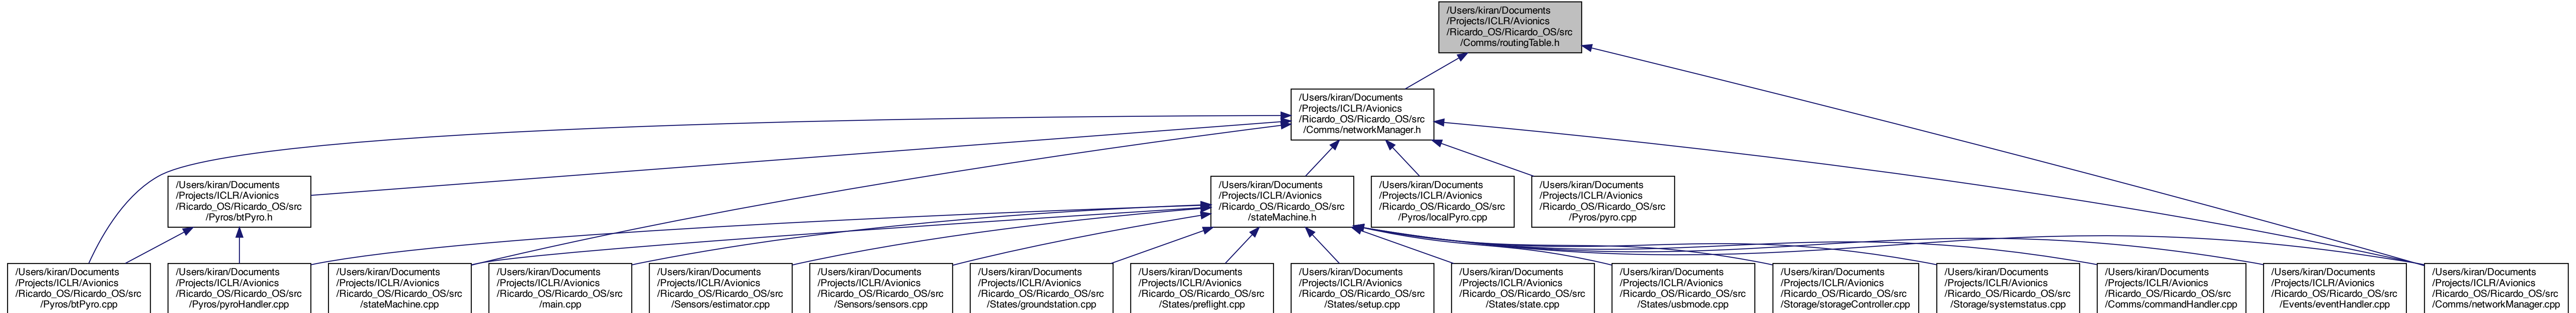 /Users/kiran/Documents
/Projects/ICLR/Avionics
/Ricardo_OS/Ricardo_OS/src
/Comms/routingTable.h
/Users/kiran/Documents
/Projects/ICLR/Avionics
/Ricardo_OS/Ricardo_OS/src
/Comms/networkManager.h
/Users/kiran/Documents
/Projects/ICLR/Avionics
/Ricardo_OS/Ricardo_OS/src
/Pyros/btPyro.h
/Users/kiran/Documents
/Projects/ICLR/Avionics
/Ricardo_OS/Ricardo_OS/src
/stateMachine.h
/Users/kiran/Documents
/Projects/ICLR/Avionics
/Ricardo_OS/Ricardo_OS/src
/Pyros/localPyro.cpp
/Users/kiran/Documents
/Projects/ICLR/Avionics
/Ricardo_OS/Ricardo_OS/src
/Pyros/pyro.cpp
/Users/kiran/Documents
/Projects/ICLR/Avionics
/Ricardo_OS/Ricardo_OS/src
/Pyros/btPyro.cpp
/Users/kiran/Documents
/Projects/ICLR/Avionics
/Ricardo_OS/Ricardo_OS/src
/Pyros/pyroHandler.cpp
/Users/kiran/Documents
/Projects/ICLR/Avionics
/Ricardo_OS/Ricardo_OS/src
/stateMachine.cpp
/Users/kiran/Documents
/Projects/ICLR/Avionics
/Ricardo_OS/Ricardo_OS/src
/main.cpp
/Users/kiran/Documents
/Projects/ICLR/Avionics
/Ricardo_OS/Ricardo_OS/src
/Sensors/estimator.cpp
/Users/kiran/Documents
/Projects/ICLR/Avionics
/Ricardo_OS/Ricardo_OS/src
/Sensors/sensors.cpp
/Users/kiran/Documents
/Projects/ICLR/Avionics
/Ricardo_OS/Ricardo_OS/src
/States/groundstation.cpp
/Users/kiran/Documents
/Projects/ICLR/Avionics
/Ricardo_OS/Ricardo_OS/src
/States/preflight.cpp
/Users/kiran/Documents
/Projects/ICLR/Avionics
/Ricardo_OS/Ricardo_OS/src
/States/setup.cpp
/Users/kiran/Documents
/Projects/ICLR/Avionics
/Ricardo_OS/Ricardo_OS/src
/States/state.cpp
/Users/kiran/Documents
/Projects/ICLR/Avionics
/Ricardo_OS/Ricardo_OS/src
/States/usbmode.cpp
/Users/kiran/Documents
/Projects/ICLR/Avionics
/Ricardo_OS/Ricardo_OS/src
/Storage/storageController.cpp
/Users/kiran/Documents
/Projects/ICLR/Avionics
/Ricardo_OS/Ricardo_OS/src
/Storage/systemstatus.cpp
/Users/kiran/Documents
/Projects/ICLR/Avionics
/Ricardo_OS/Ricardo_OS/src
/Comms/commandHandler.cpp
/Users/kiran/Documents
/Projects/ICLR/Avionics
/Ricardo_OS/Ricardo_OS/src
/Events/eventHandler.cpp
/Users/kiran/Documents
/Projects/ICLR/Avionics
/Ricardo_OS/Ricardo_OS/src
/Comms/networkManager.cpp